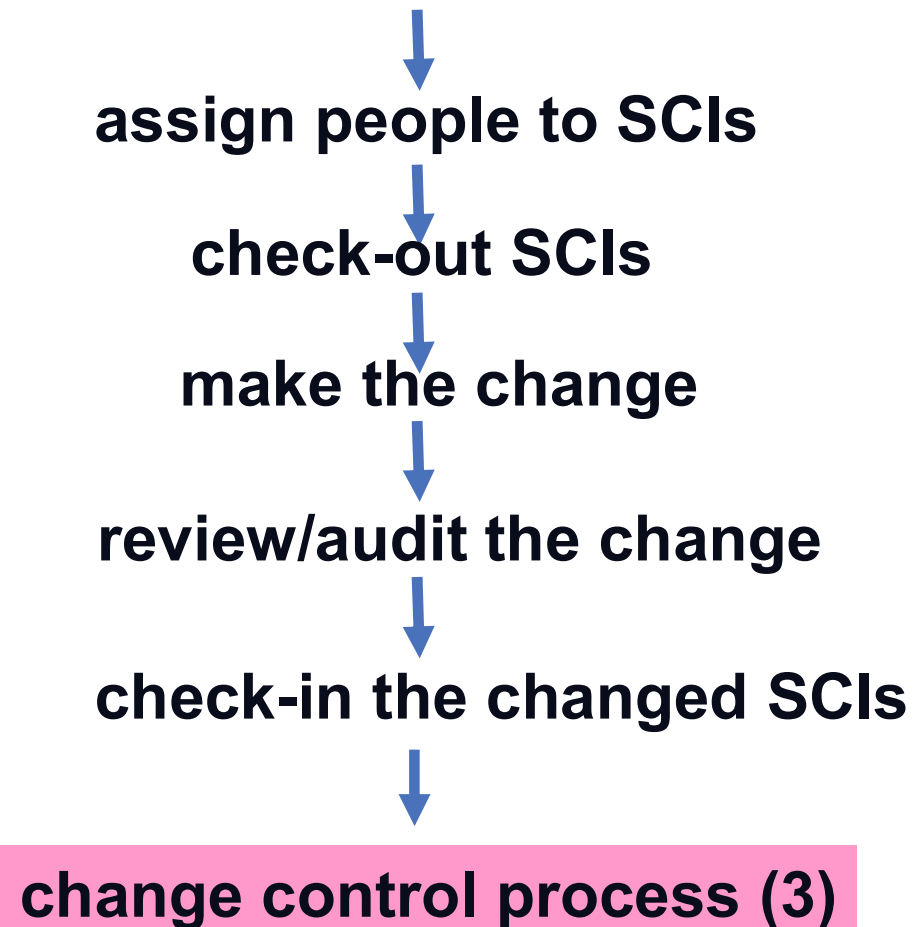 assign people to SCIs
check-out SCIs
make the change
review/audit the change
check-in the changed SCIs
change control process (3)